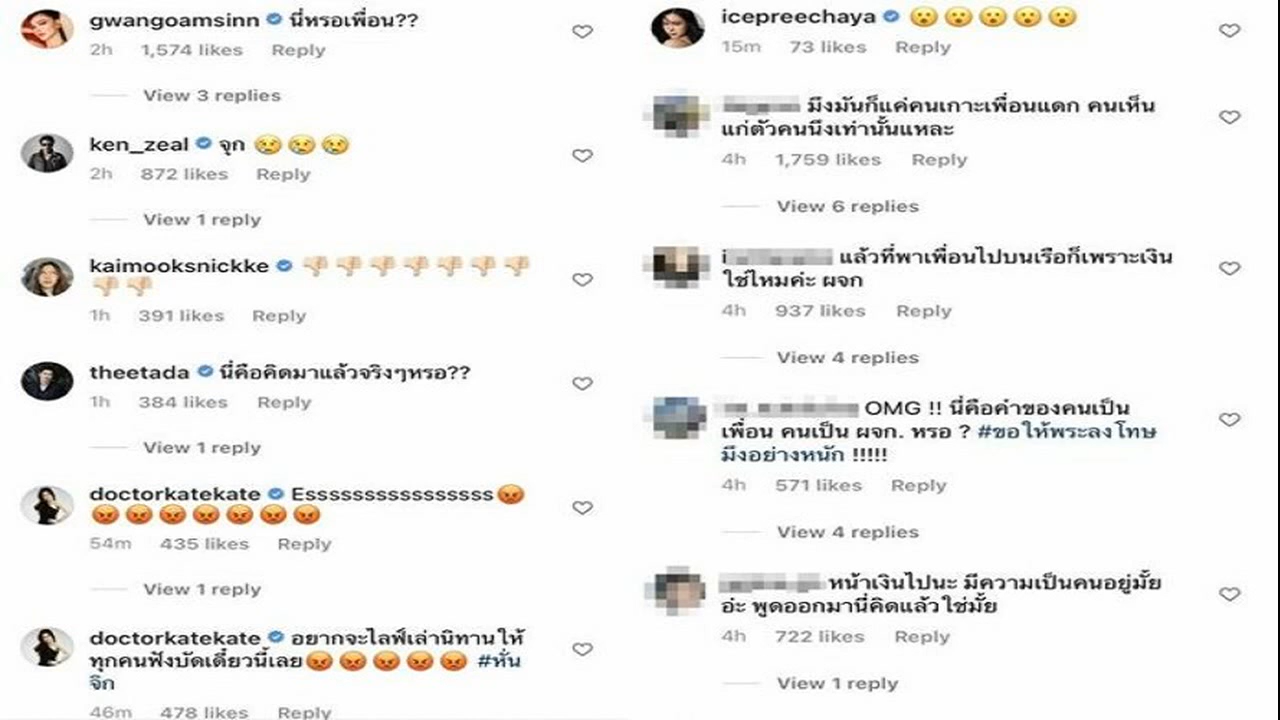 gwangoamsinn นี่หรอเพื่อน??
2h 1,574 likes Reply
View 3 replies
ken_zeal จุก 😢😢😢
2h 872 likes Reply
View 1 reply
kaimooksnickke 👎🏻👎🏻👎🏻👎🏻👎🏻👎🏻👎🏻
👎🏻👎🏻
1h 391 likes Reply
theetada นี่คือคิดมาแล้วจริงๆหรอ??
1h 384 likes Reply
View 1 reply
doctorkatekate Essssssssssssssss😡
😡😡😡😡😡😡😡
54m 435 likes Reply
View 1 reply
doctorkatekate อยากจะไลฟ์เล่านิทานให้
ทุกคนฟังบัดเดี๋ยวนี้เลย😡😡😡😡😡 #หั่น
จิ๊ก
46m 478 likes Reply
icepreechaya 😮😮😮😮😮
15m 73 likes Reply
มึงมันก็แค่คนเกาะเพื่อนแดก คนเห็น
แก่ตัวคนนึงเท่านั้นแหละ
4h 1,759 likes Reply
View 6 replies
แล้วที่พาเพื่อนไปบนเรือก็เพราะเงิน
ใช่ไหมค่ะ ผจก
4h 937 likes Reply
View 4 replies
OMG !! นี่คือคำของคนเป็น
เพื่อน คนเป็น ผจก. หรอ ? #ขอให้พระลงโทษ
มึงอย่างหนัก !!!!!
4h 571 likes Reply
View 4 replies
หน้าเงินไปนะ มีความเป็นคนอยู่มั้ย
อ่ะ พูดออกมานี่คิดแล้วใช่มั้ย
4h 722 likes Reply
View 1 reply